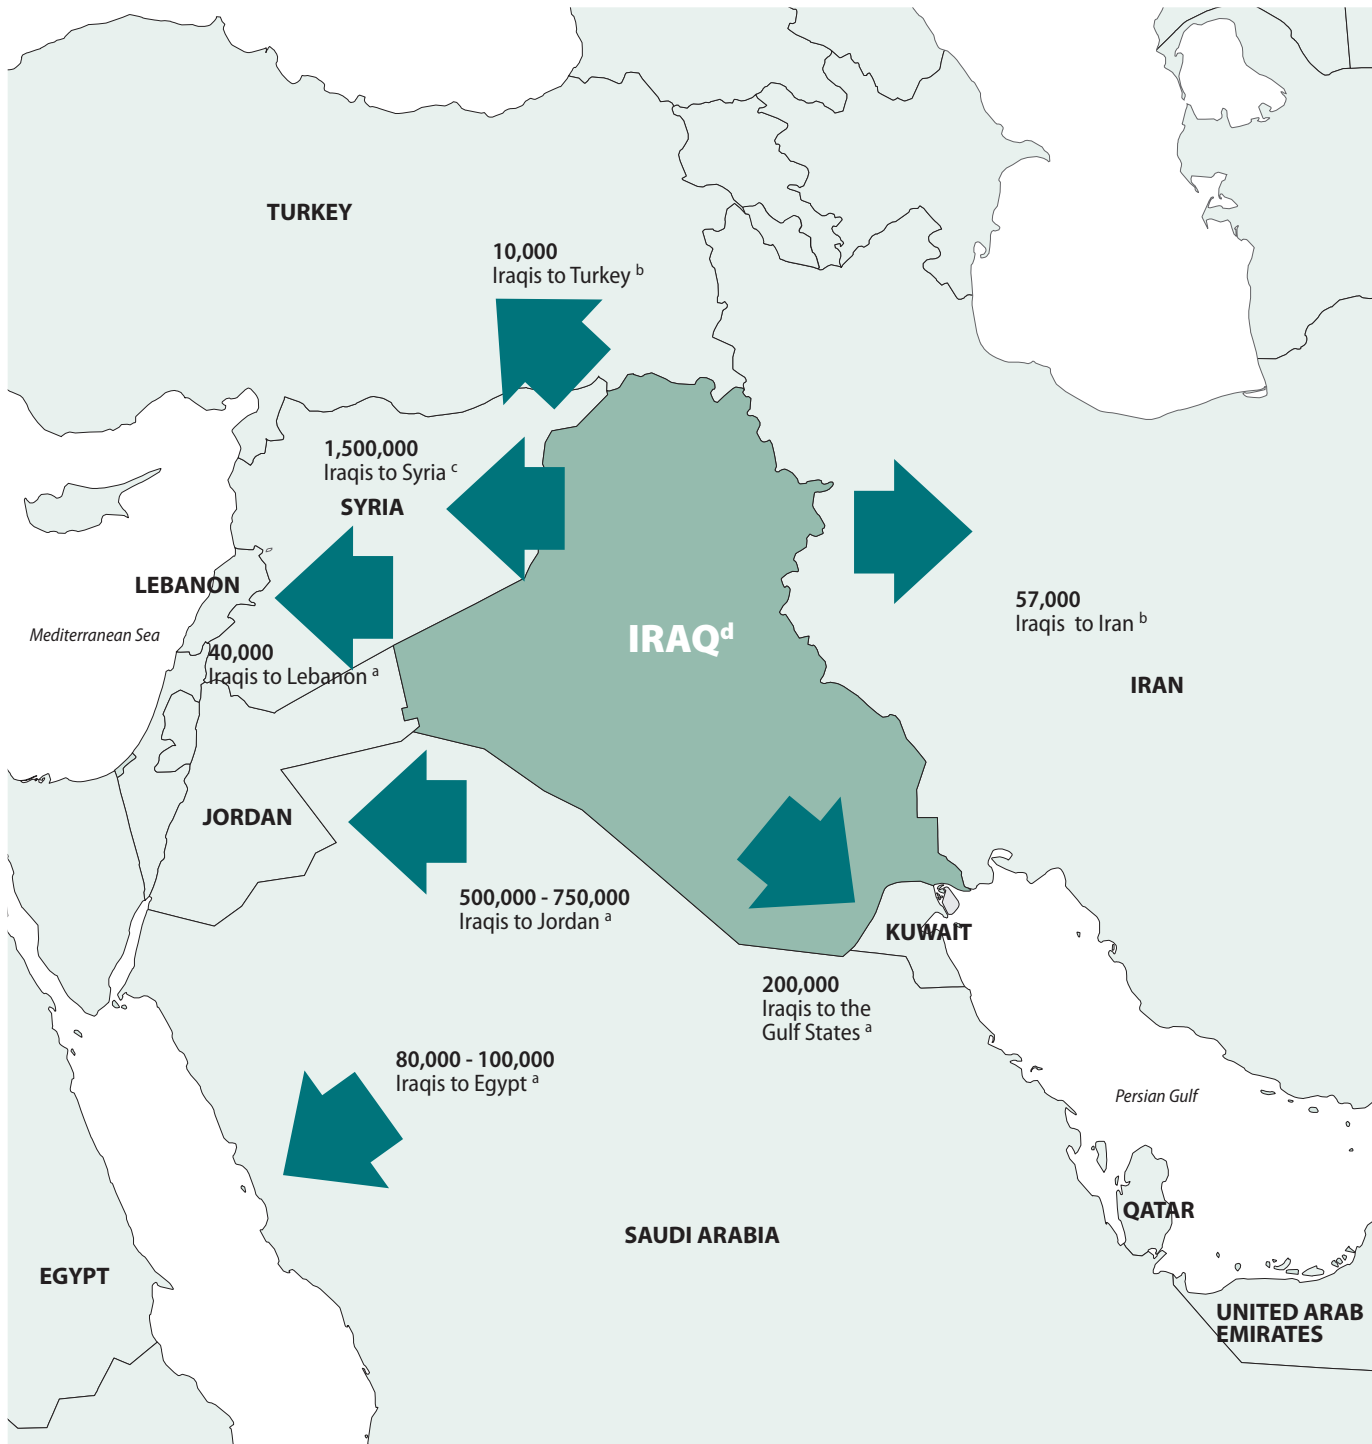 TURKEY
10,000
Iraqis to Turkey b
1,500,000
Iraqis to Syria c
SYRIA
LEBANON
Mediterranean Sea
40,000
Iraqis to Lebanon a
IRAQ d
57,000
Iraqis to Iran b
IRAN
JORDAN
500,000 - 750,000
Iraqis to Jordan a
KUWAIT
200,000
Iraqis to the
Gulf States a
80,000 - 100,000
Iraqis to Egypt a
Persian Gulf
QATAR
SAUDI ARABIA
EGYPT
UNITED ARAB
EMIRATES